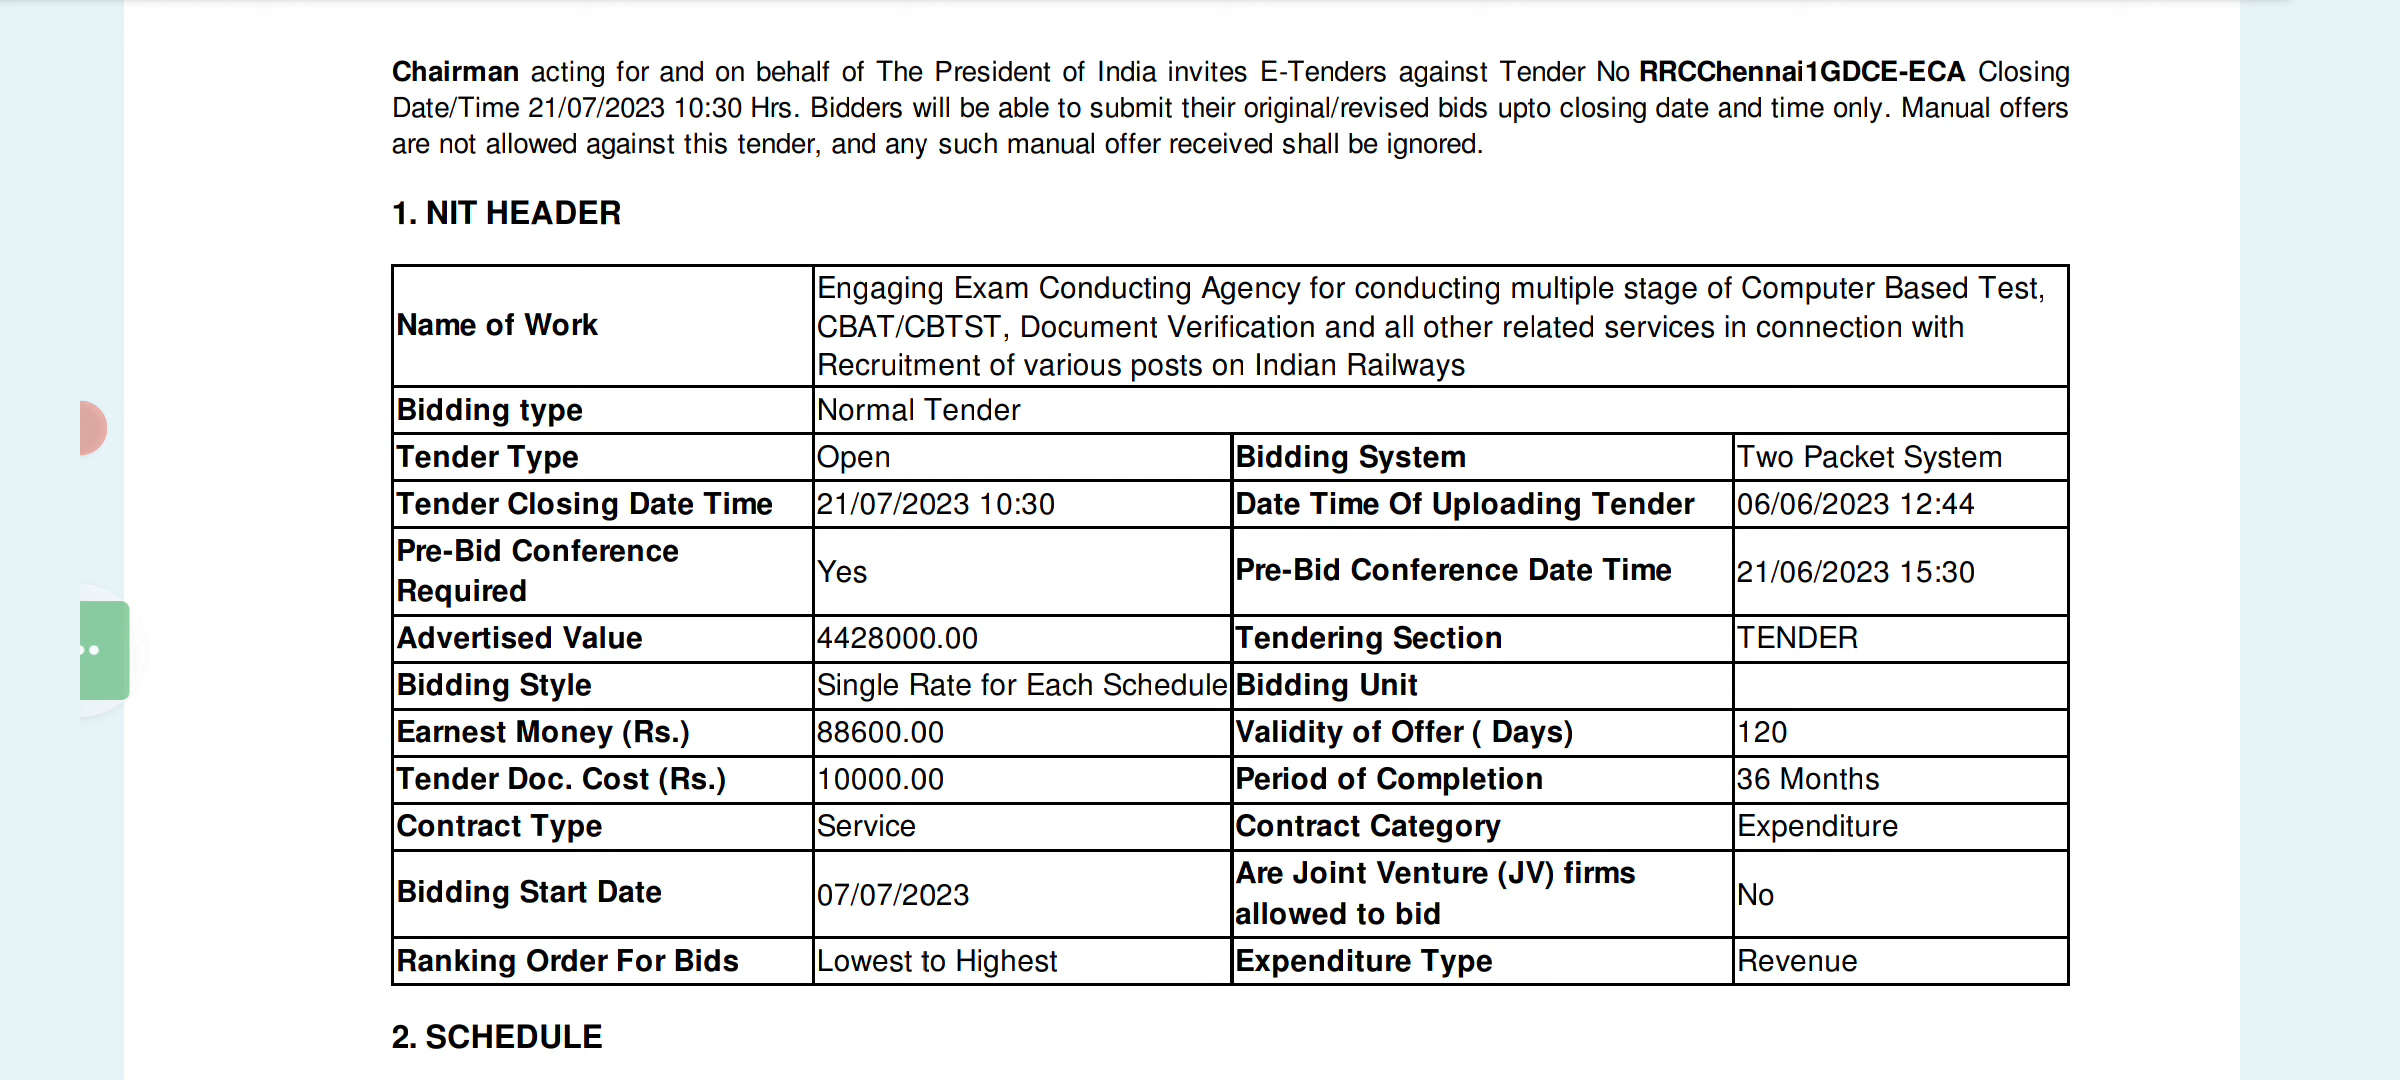 Chairman acting for and on behalf of The President of India invites E-Tenders against Tender No RRCChennai1GDCE-ECA Closing
Date/Time 21/07/2023 10:30 Hrs. Bidders will be able to submit their original/revised bids upto closing date and time only. Manual offers
are not allowed against this tender, and any such manual offer received shall be ignored.
1. NIT HEADER
Name of Work
Engaging Exam Conducting Agency for conducting multiple stage of Computer Based Test,
CBAT/CBTST, Document Verification and all other related services in connection with
Recruitment of various posts on Indian Railways
Bidding type Normal Tender
Tender Type Open Bidding System Two Packet System
Tender Closing Date Time 21/07/2023 10:30 Date Time Of Uploading Tender 06/06/2023 12:44
Pre-Bid Conference
Required Yes Pre-Bid Conference Date Time 21/06/2023 15:30
Advertised Value 4428000.00 Tendering Section TENDER
Bidding Style Single Rate for Each Schedule Bidding Unit
Earnest Money (Rs.) 88600.00 Validity of Offer ( Days) 120
Tender Doc. Cost (Rs.) 10000.00 Period of Completion 36 Months
Contract Type Service Contract Category Expenditure
Bidding Start Date 07/07/2023 Are Joint Venture (JV) firms
allowed to bid No
Ranking Order For Bids Lowest to Highest Expenditure Type Revenue
2. SCHEDULE